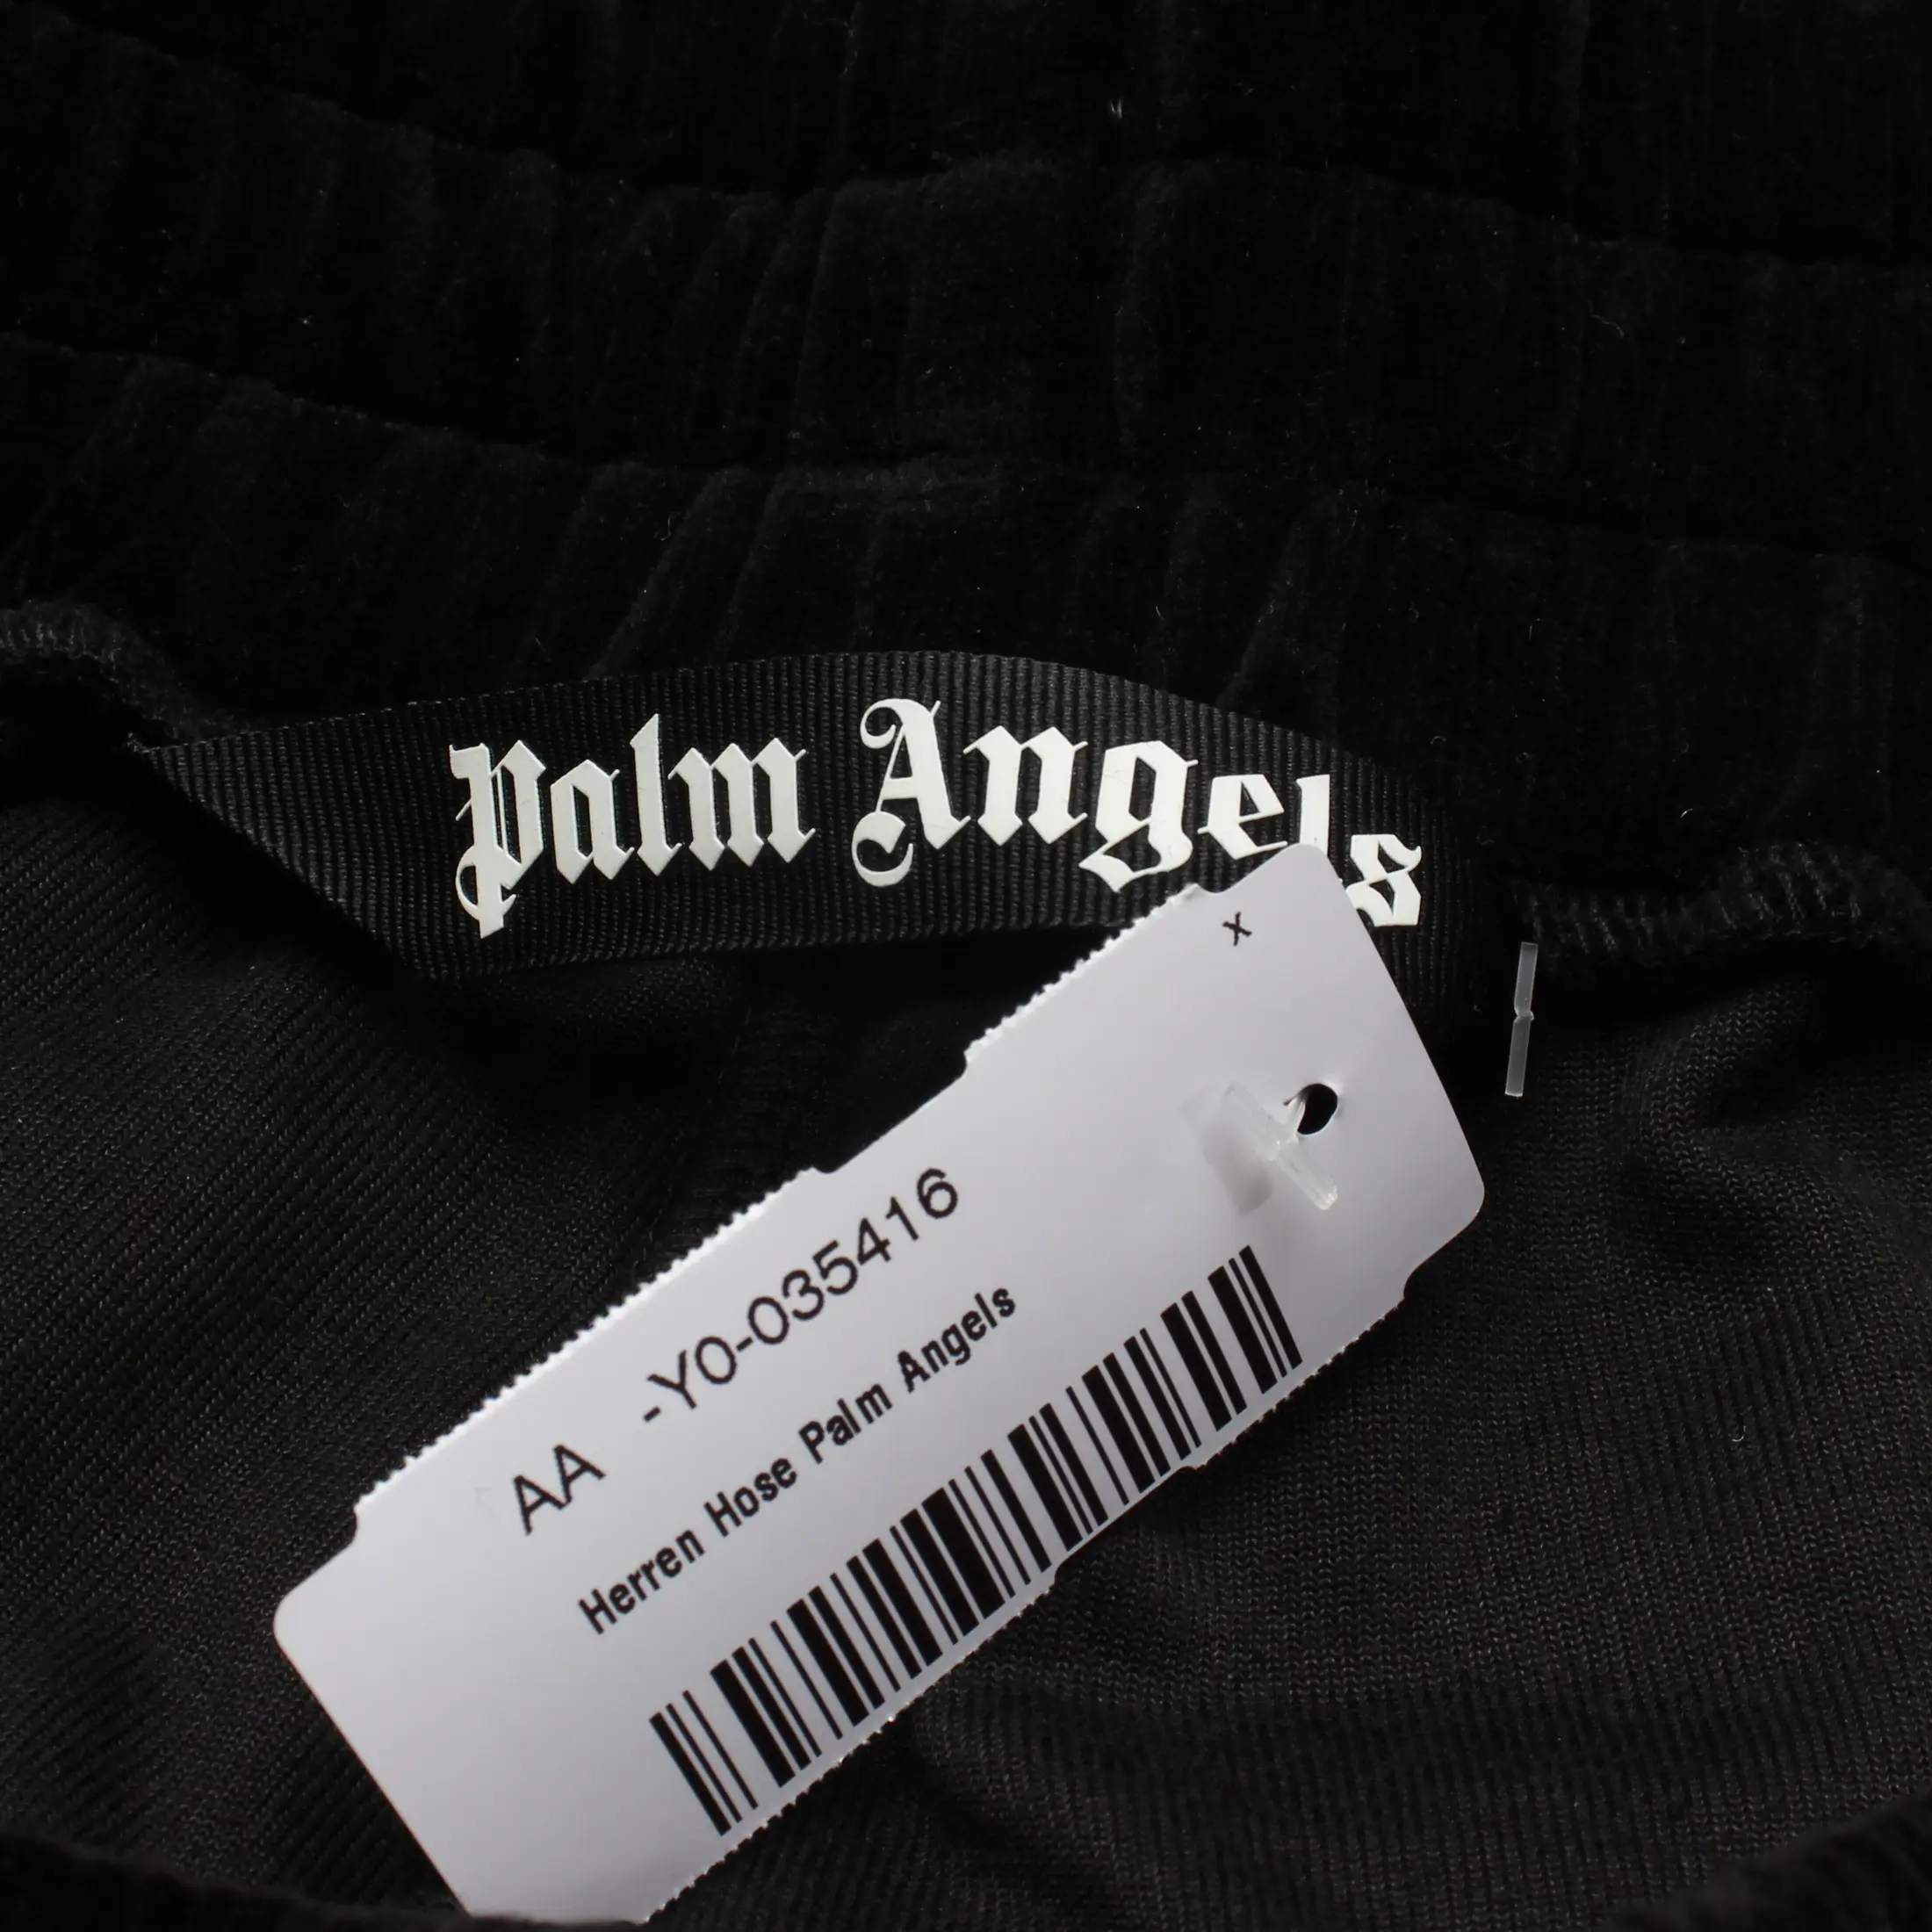 Palm Angels
x
AA -Y0-035416
Herren Hose Palm Angels